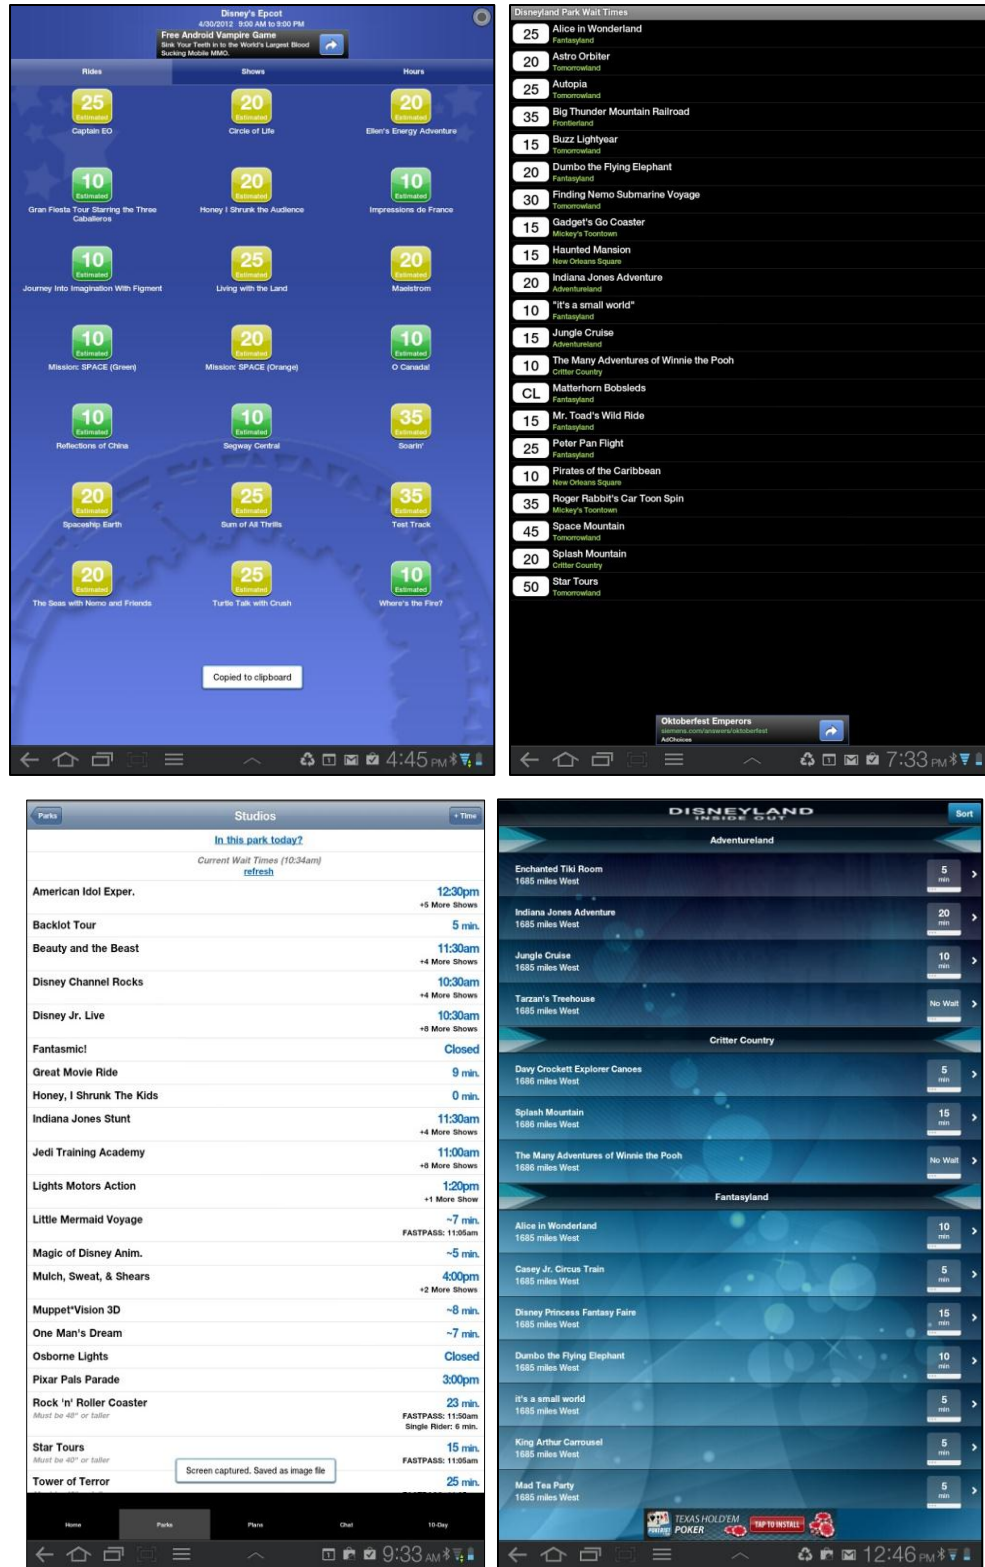 Disney's Epcot
4/30/2012 9:00 AM to 9:00 PM
Free Android Vampire Game
Sink Your Teeth in to the World's Largest Blood
Sucking Mobile MMO.
Rides Shows Hours
25 20 20
Estimated Estimated Estimated
Captain EO Circle of Life Ellen's Energy Adventure
10 20 10
Estimated Estimated Estimated
Gran Fiesta Tour Starring the Three Honey I Shrunk the Audience Impressions de France
Caballeros
10 25 20
Estimated Estimated Estimated
Journey Into Imagination With Figment Living with the Land Maelstrom
10 20 10
Estimated Estimated Estimated
Mission: SPACE (Green) Mission: SPACE (Orange) O Canada!
10 10 35
Estimated Estimated Estimated
Reflections of China Segway Central Soarin'
20 25 35
Estimated Estimated Estimated
Spaceship Earth Sum of All Thrills Test Track
20 25 10
Estimated Estimated Estimated
The Seas with Nemo and Friends Turtle Talk with Crush Where's the Fire?
Copied to clipboard
4:45 PM
Disneyland Park Wait Times
25 Alice in Wonderland
Fantasyland
20 Astro Orbiter
Tomorrowland
25 Autopia
Tomorrowland
35 Big Thunder Mountain Railroad
Frontierland
15 Buzz Lightyear
Tomorrowland
20 Dumbo the Flying Elephant
Fantasyland
30 Finding Nemo Submarine Voyage
Tomorrowland
15 Gadget's Go Coaster
Mickey's Toontown
15 Haunted Mansion
New Orleans Square
20 Indiana Jones Adventure
Adventureland
10 "it's a small world"
Fantasyland
15 Jungle Cruise
Adventureland
10 The Many Adventures of Winnie the Pooh
Critter Country
CL Matterhorn Bobsleds
Fantasyland
15 Mr. Toad's Wild Ride
Fantasyland
25 Peter Pan Flight
Fantasyland
10 Pirates of the Caribbean
New Orleans Square
35 Roger Rabbit's Car Toon Spin
Mickey's Toontown
45 Space Mountain
Tomorrowland
20 Splash Mountain
Critter Country
50 Star Tours
Tomorrowland
Oktoberfest Emperors
siemens.com/answers/oktoberfest
AdChoices
7:33 PM
Parks Studios + Time
In this park today?
Current Wait Times (10:34am)
refresh
American Idol Exper. 12:30pm
+5 More Shows
Backlot Tour 5 min.
Beauty and the Beast 11:30am
+4 More Shows
Disney Channel Rocks 10:30am
+4 More Shows
Disney Jr. Live 10:30am
+8 More Shows
Fantasmic! Closed
Great Movie Ride 9 min.
Honey, I Shrunk The Kids 0 min.
Indiana Jones Stunt 11:30am
+4 More Shows
Jedi Training Academy 11:00am
+8 More Shows
Lights Motors Action 1:20pm
+1 More Show
Little Mermaid Voyage ~7 min.
FASTPASS: 11:05am
Magic of Disney Anim. ~5 min.
Mulch, Sweat, & Shears 4:00pm
+2 More Shows
Muppet*Vision 3D ~8 min.
One Man's Dream ~7 min.
Osborne Lights Closed
Pixar Pals Parade 3:00pm
Rock 'n' Roller Coaster 23 min.
Must be 48" or taller FASTPASS: 11:50am
Single Rider: 6 min.
Star Tours 15 min.
Must be 40" or taller FASTPASS: 11:05am
Screen captured. Saved as image file
Tower of Terror 25 min.
Home Parks Plans Chat 10-Day
9:33 AM
DISNEYLAND
INSIDE OUT
Sort
Adventureland
Enchanted Tiki Room 5
1685 miles West min
Indiana Jones Adventure 20
1685 miles West min
Jungle Cruise 10
1685 miles West min
Tarzan's Treehouse No Wait
1685 miles West
Critter Country
Davy Crockett Explorer Canoes 5
1686 miles West min
Splash Mountain 15
1686 miles West min
The Many Adventures of Winnie the Pooh No Wait
1686 miles West
Fantasyland
Alice in Wonderland 10
1685 miles West min
Casey Jr. Circus Train 5
1685 miles West min
Disney Princess Fantasy Faire 15
1685 miles West min
Dumbo the Flying Elephant 10
1685 miles West min
it's a small world 5
1685 miles West min
King Arthur Carrousel 5
1685 miles West min
Mad Tea Party 5
1685 miles West min
TEXAS HOLD'EM
POKER
TAP TO INSTALL
12:46 PM